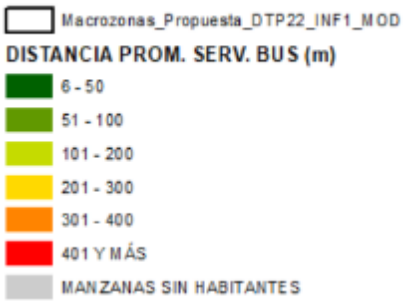 Macrozonas_Propuesta_DTP22_INF1_MOD
DISTANCIA PROM. SERV. BUS (m)
6 - 50
51 - 100
101 - 200
201 - 300
301 - 400
401 Y MÁS
MANZANAS SIN HABITANTES